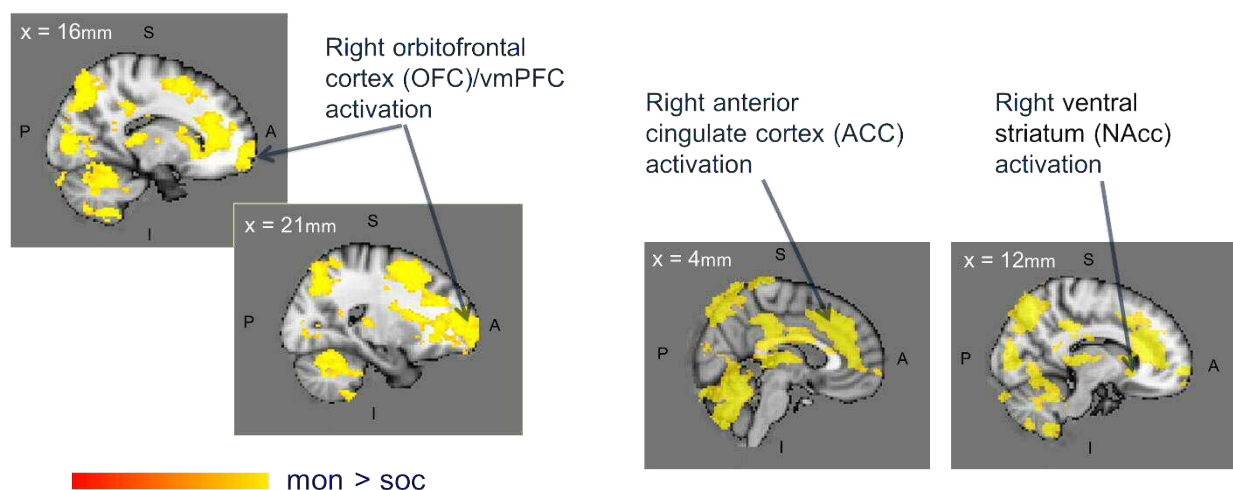 x = 16mm
S
P
A
Right orbitofrontal
cortex (OFC)/vmPFC
activation
x = 21mm
S
P
A
I
I
Right anterior
cingulate cortex (ACC)
activation
Right ventral
striatum (NAcc)
activation
x = 4mm
S
P
A
I
x = 12mm
S
P
A
I
mon > soc